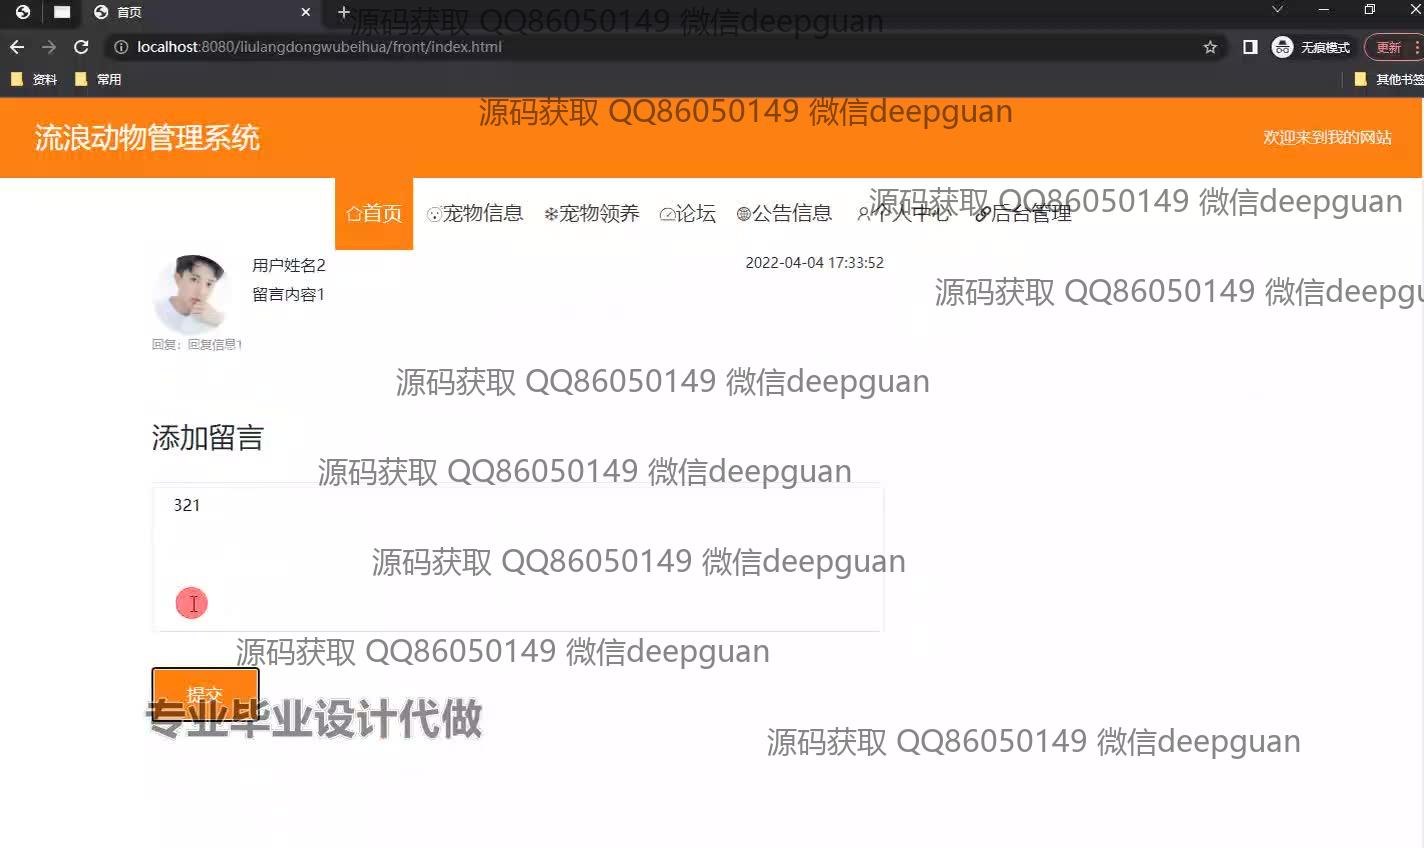 首页
源码获取 QQ86050149 微信deepguan
localhost:8080/liulangdongwubeihua/front/index.html
无痕模式
更新
资料
常用
其他书签
源码获取 QQ86050149 微信deepguan
流浪动物管理系统
欢迎来到我的网站
源码获取 QQ86050149 微信deepguan
首页 宠物信息 宠物领养 论坛 公告信息 个人中心 后台管理
用户姓名2
2022-04-04 17:33:52
留言内容1
源码获取 QQ86050149 微信deepgu
回复：回复信息1
源码获取 QQ86050149 微信deepguan
添加留言
源码获取 QQ86050149 微信deepguan
321
源码获取 QQ86050149 微信deepguan
源码获取 QQ86050149 微信deepguan
提交
专业毕业设计代做
源码获取 QQ86050149 微信deepguan